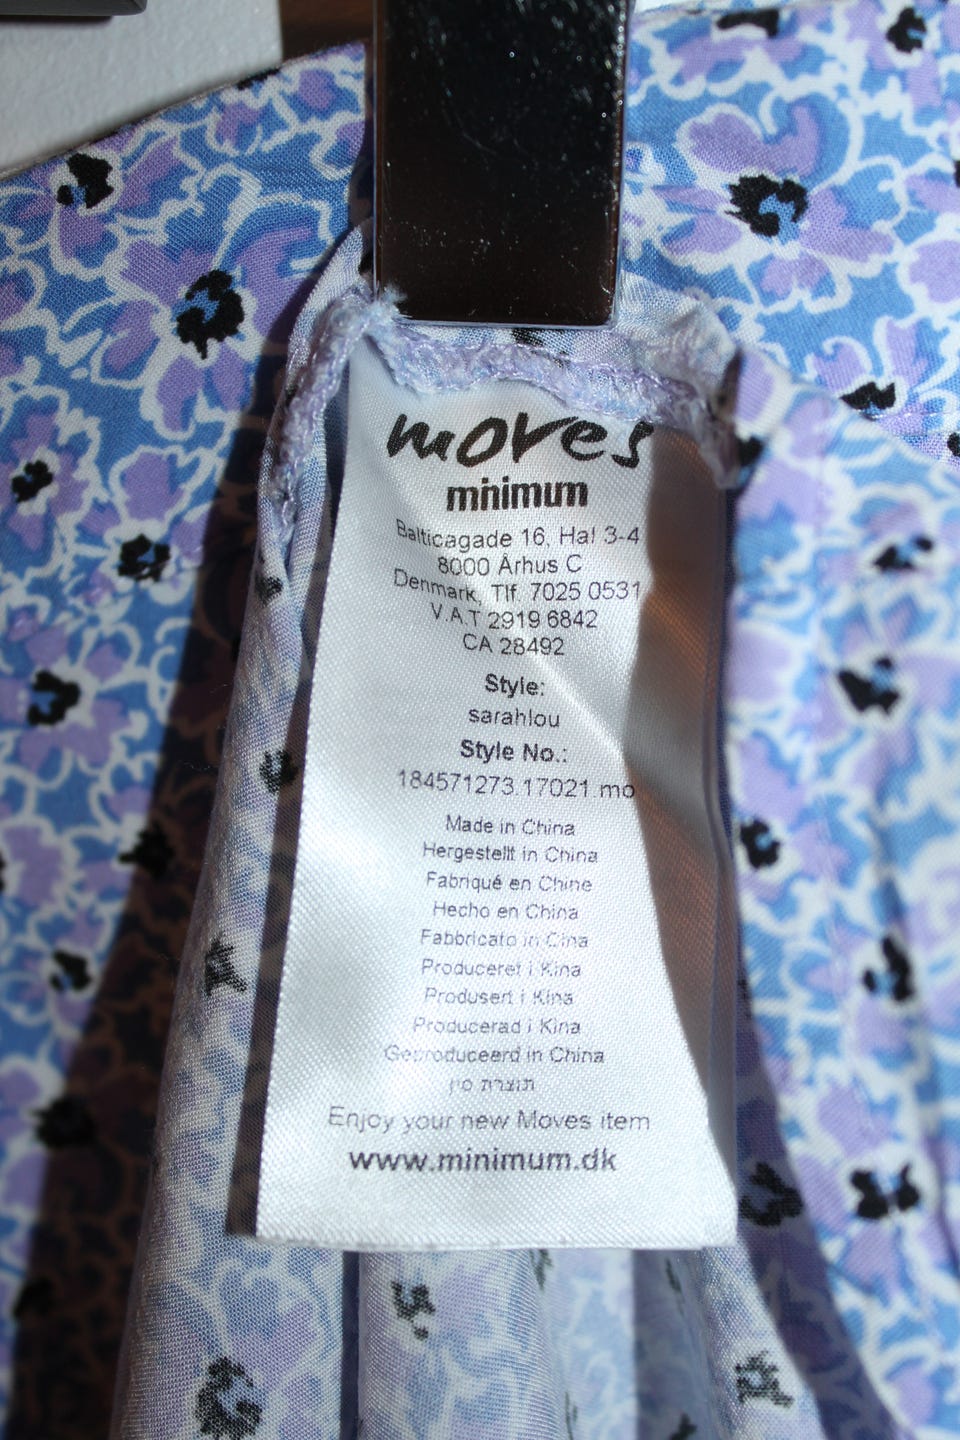 moves
minimum
Balticagade 16, Hal 3-4
8000 Århus C
Denmark, Tlf. 7025 0531
V.A.T 2919 6842
CA 28492
Style:
sarahlou
Style No.:
184571273.17021.mo
Made in China
Hergestellt in China
Fabriqué en Chine
Hecho en China
Fabbricato in Cina
Produceret i Kina
Produsert i Kina
Producerad i Kina
Geproduceerd in China
תוצרת סין
Enjoy your new Moves item
www.minimum.dk